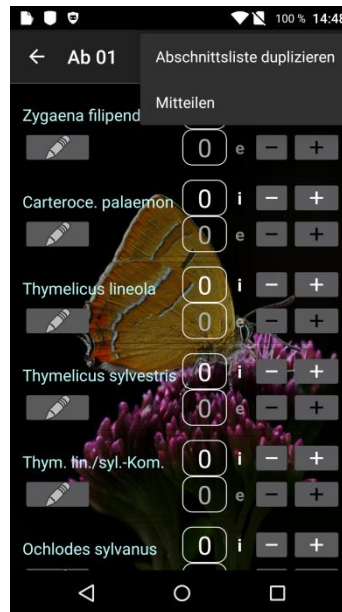 100 % 14:48
← Ab 01
Abschnittsliste duplizieren
Mitteilen
Zygaena filipend
0 e − +
Carteroce. palaemon 0 i − +
0 e − +
Thymelicus lineola 0 i − +
0 e − +
Thymelicus sylvestris 0 i − +
0 e − +
Thym. lin./syl.-Kom. 0 i − +
0 e − +
Ochlodes sylvanus 0 i − +